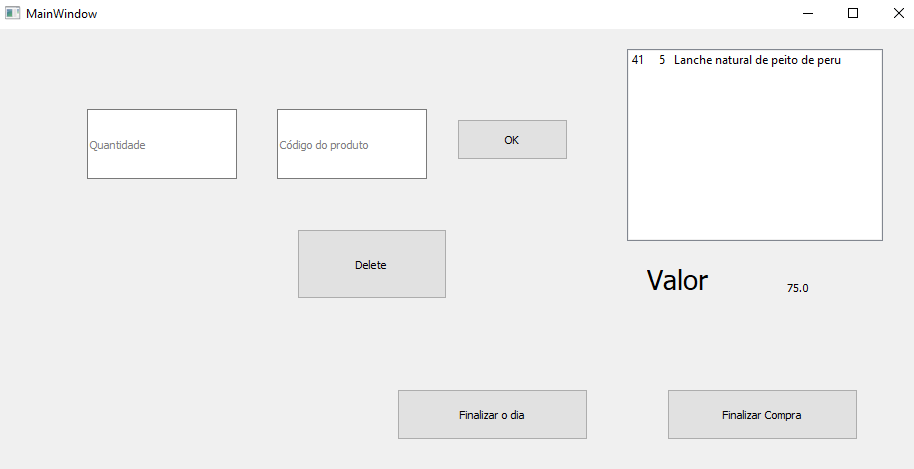 MainWindow
41 5 Lanche natural de peito de peru
Quantidade
Código do produto
OK
Delete
Valor
75.0
Finalizar o dia
Finalizar Compra